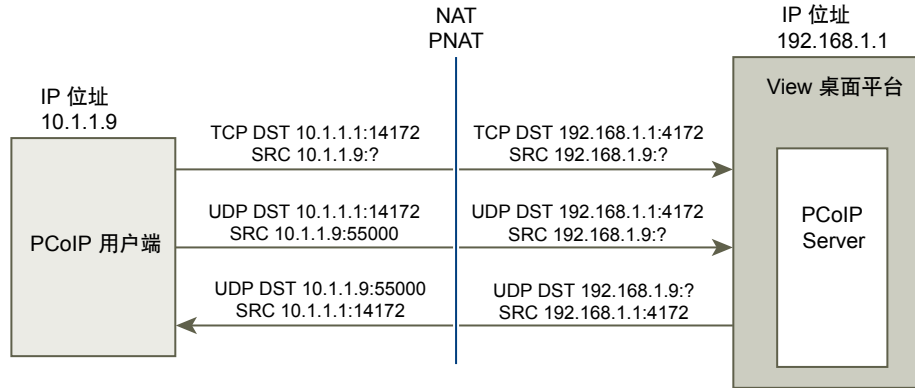 NAT
PNAT
IP 位址
192.168.1.1
View 桌面平台
IP 位址
10.1.1.9
TCP DST 10.1.1.1:14172
SRC 10.1.1.9:?
TCP DST 192.168.1.1:4172
SRC 192.168.1.9:?
PCoIP 用户端
UDP DST 10.1.1.1:14172
SRC 10.1.1.9:55000
UDP DST 192.168.1.1:4172
SRC 192.168.1.9:?
PCoIP
Server
UDP DST 10.1.1.9:55000
SRC 10.1.1.1:14172
UDP DST 192.168.1.9:?
SRC 192.168.1.1:4172